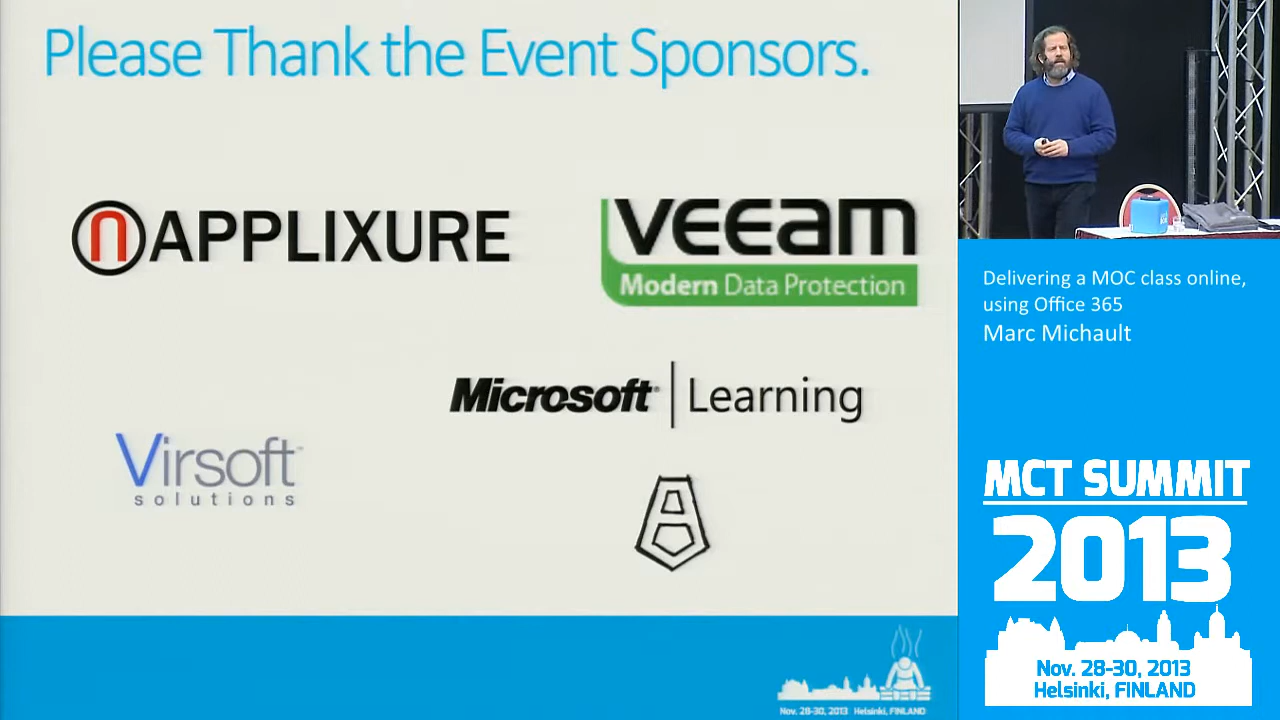 Please Thank the Event Sponsors.
n APPLIXURE
veeam
Modern Data Protection
Microsoft® | Learning
Virsoft™
solutions
Nov. 28-30, 2013 Helsinki, FINLAND
Delivering a MOC class online,
using Office 365
Marc Michault
MCT SUMMIT
2013
Nov. 28-30, 2013
Helsinki, FINLAND